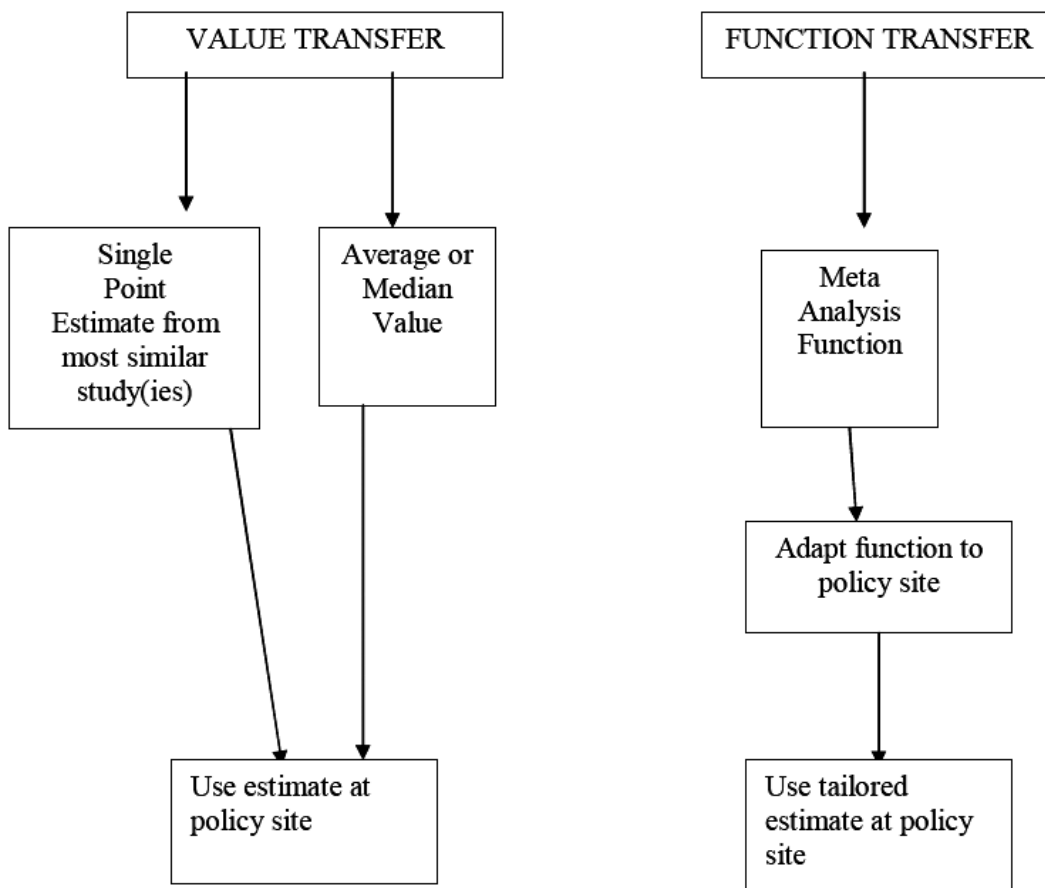 VALUE TRANSFER
FUNCTION TRANSFER
Single
Point
Estimate from
most similar
study(ies)
Average or
Median
Value
Meta
Analysis
Function
Adapt function to
policy site
Use estimate at
policy site
Use tailored
estimate at policy
site